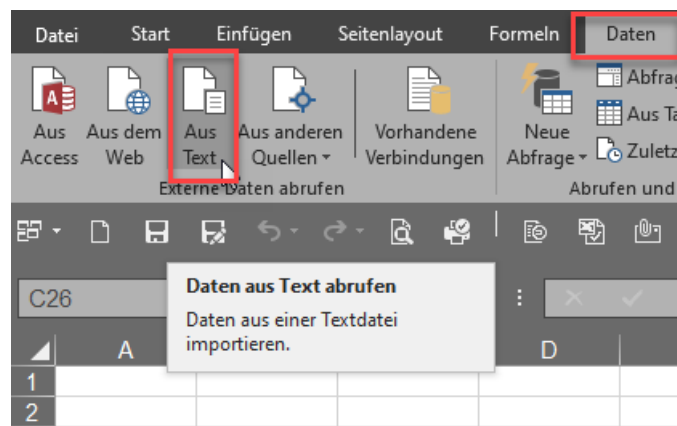 Datei Start Einfügen Seitenlayout Formeln Daten
Aus Access
Aus dem Web
Aus Text
Aus anderen Quellen
Vorhandene Verbindungen
Neue Abfrage
Aus
Externe Daten abrufen
Abrufen und
C26
Daten aus Text abrufen
Daten aus einer Textdatei
importieren.
A D
1
2